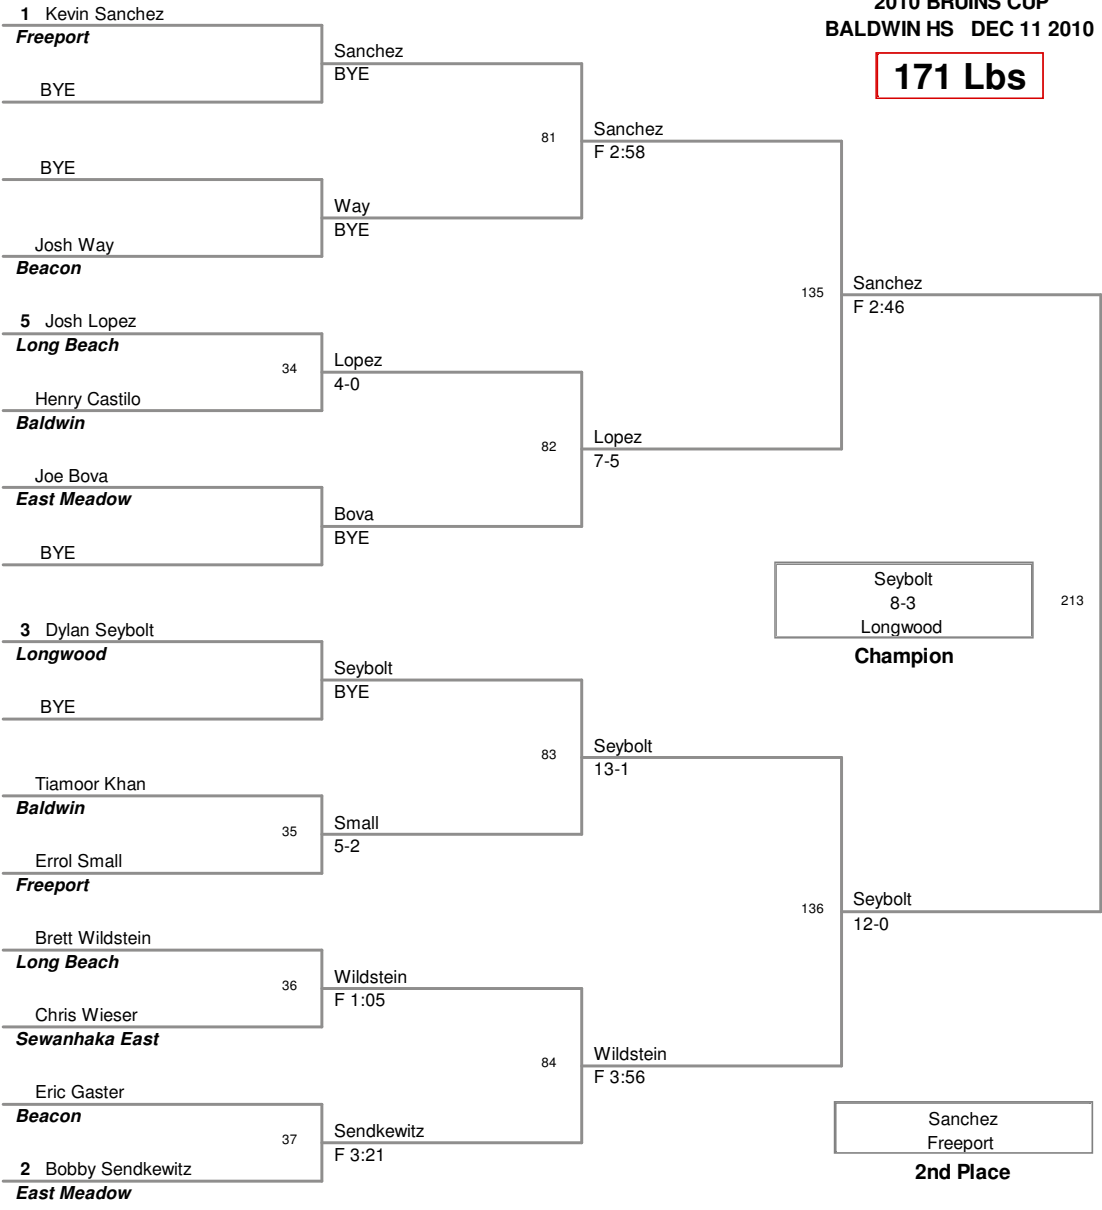 2010 BRUINS CUP
BALDWIN HS DEC 11 2010
171 Lbs
1 Kevin Sanchez
Freeport
BYE
BYE
Josh Way
Beacon
5 Josh Lopez
Long Beach
34
Henry Castilo
Baldwin
Joe Bova
East Meadow
BYE
3 Dylan Seybolt
Longwood
BYE
Tiamoor Khan
Baldwin
35
Errol Small
Freeport
Brett Wildstein
Long Beach
36
Chris Wieser
Sewanhaka East
Eric Gaster
Beacon
37
2 Bobby Sendkewitz
East Meadow
Sanchez
BYE
81
Way
BYE
Lopez
4-0
82
Bova
BYE
Seybolt
BYE
83
Small
5-2
Wildstein
F 1:05
84
Sendkewitz
F 3:21
Sanchez
F 2:58
135
Lopez
7-5
Seybolt
13-1
136
Wildstein
F 3:56
Sanchez
F 2:46
213
Seybolt
12-0
Seybolt
8-3
Longwood
Champion
Sanchez
Freeport
2nd Place